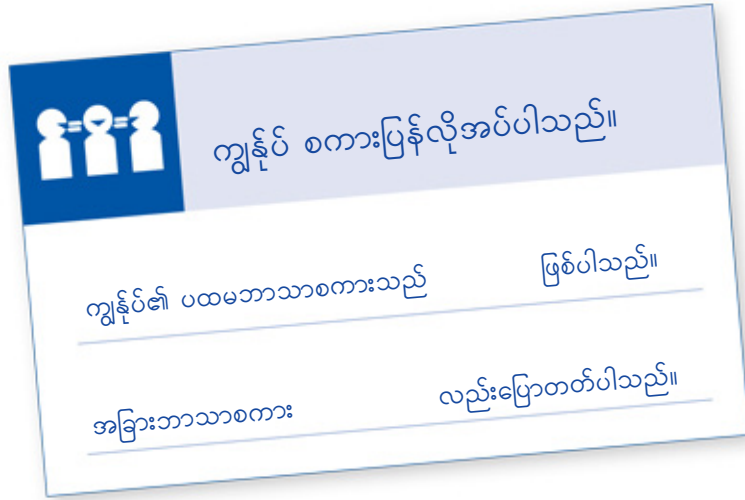 ကျွန်ုပ် စကားပြန်လိုအပ်ပါသည်။
ကျွန်ုပ်၏ ပထမဘာသာစကားသည် ဖြစ်ပါသည်။
အခြားဘာသာစကား လည်းပြောတတ်ပါသည်။